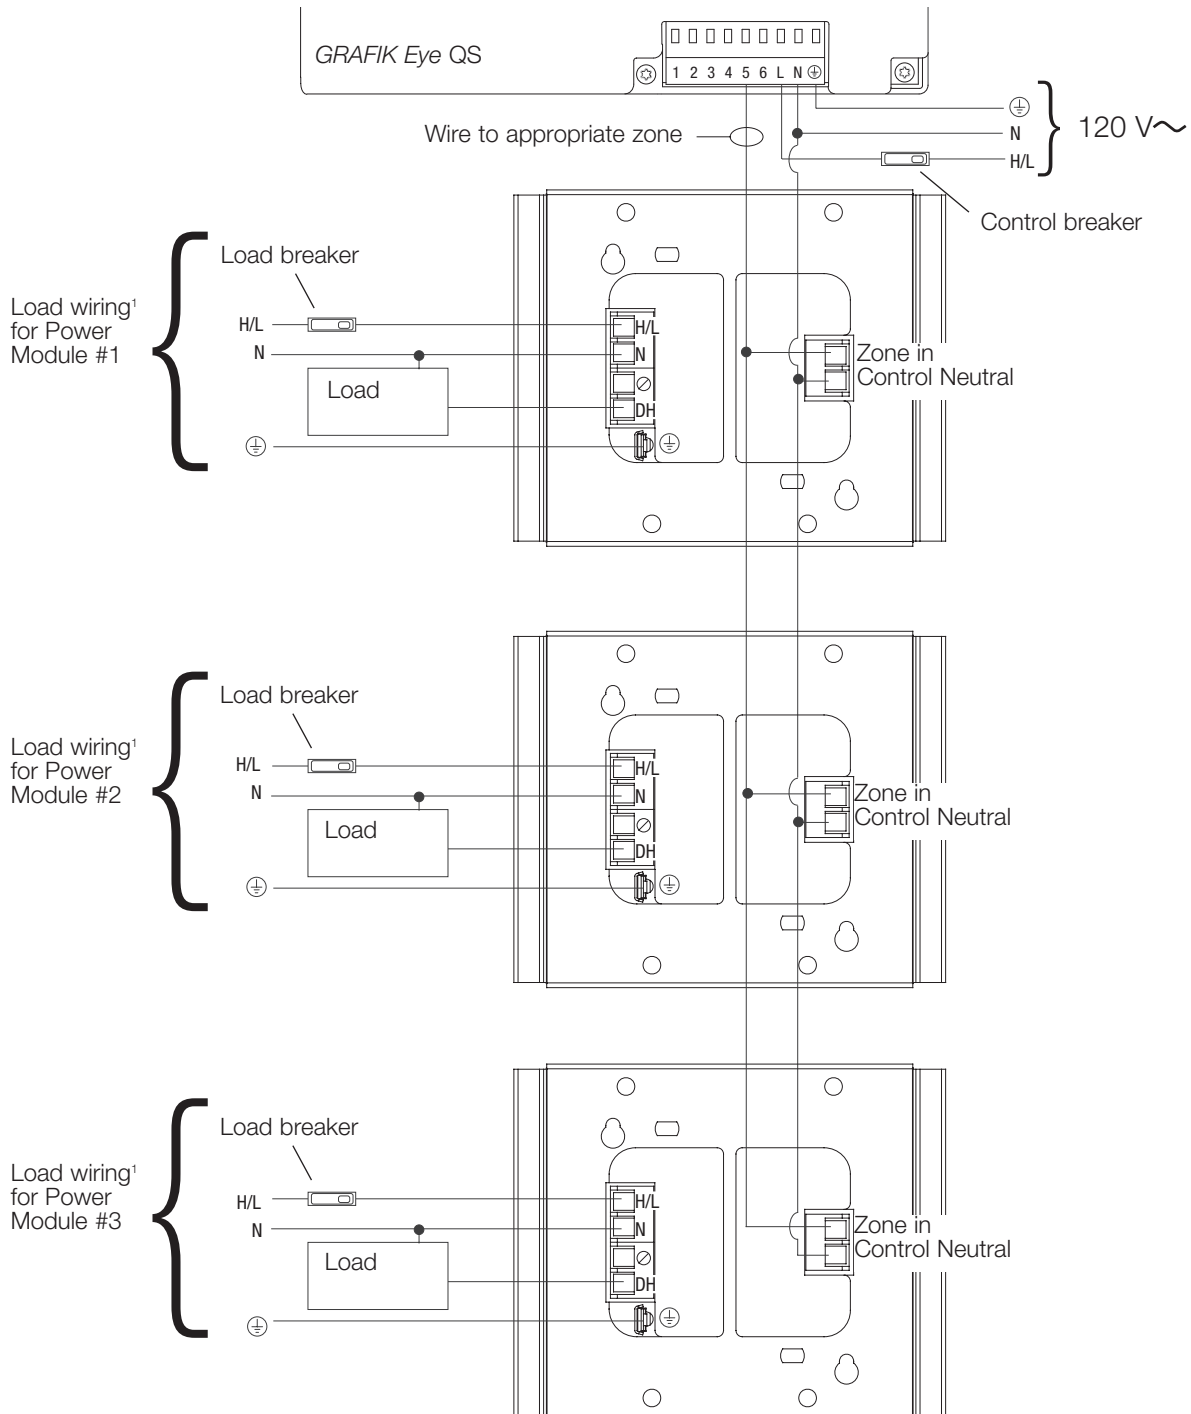 GRAFIK Eye QS
1 2 3 4 5 6 L N
Wire to appropriate zone
N
H/L
120 V~
Control breaker
Load breaker
Load wiring¹
for Power
Module #1
H/L
N
Load
H/L
N
DH
Zone in
Control Neutral
Load breaker
Load wiring¹
for Power
Module #2
H/L
N
Load
H/L
N
DH
Zone in
Control Neutral
Load breaker
Load wiring¹
for Power
Module #3
H/L
N
Load
H/L
N
DH
Zone in
Control Neutral